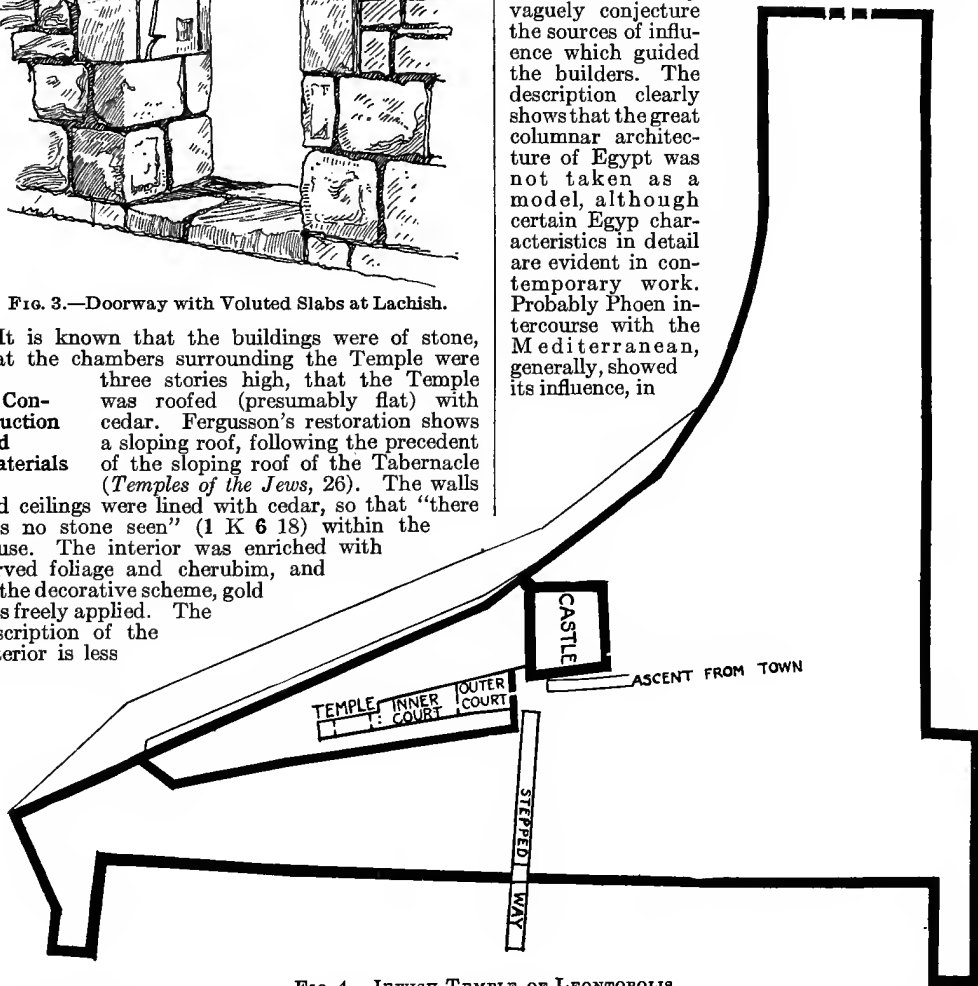 FIG. 3.—Doorway with Voluted Slabs at Lachish.
It is known that the buildings were of stone,
at the chambers surrounding the Temple were
three stories high, that the Temple
Con- was roofed (presumably flat) with
uction cedar. Fergusson's restoration shows
d a sloping roof, following the precedent
aterials of the sloping roof of the Tabernacle
(Temples of the Jews, 26). The walls
d ceilings were lined with cedar, so that "there
s no stone seen" (1 K 6 18) within the
use. The interior was enriched with
rved foliage and cherubim, and
the decorative scheme, gold
s freely applied. The
scription of the
terior is less
vaguely conjecture
the sources of influ-
ence which guided
the builders. The
description clearly
shows that the great
columnar architec-
ture of Egypt was
not taken as a
model, although
certain Egyp char-
acteristics in detail
are evident in con-
temporary work.
Probably Phoen in-
tercourse with the
Mediterranean,
generally, showed
its influence, in
CASTLE
ASCENT FROM TOWN
TEMPLE
INNER
COURT
OUTER
COURT
STEPPED WAY
FIG. 4.—JEWISH TEMPLE OF LEONTOPOLIS.